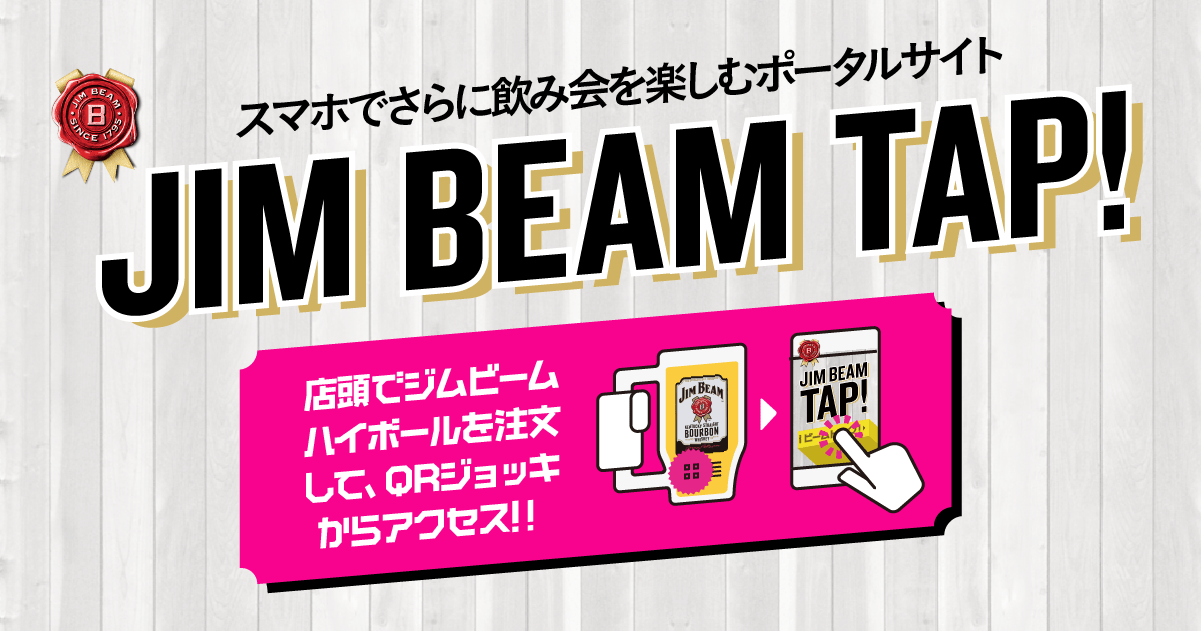 スマホでさらに飲み会を楽しむポータルサイト
JIM BEAM
B
SINCE 1795
JIM BEAM TAP!
店頭でジムビーム
ハイボールを注文
して、QRジョッキ
からアクセス!!
JIM BEAM
KENTUCKY STRAIGHT
BOURBON
WHISKEY
B
JIM BEAM
TAP!